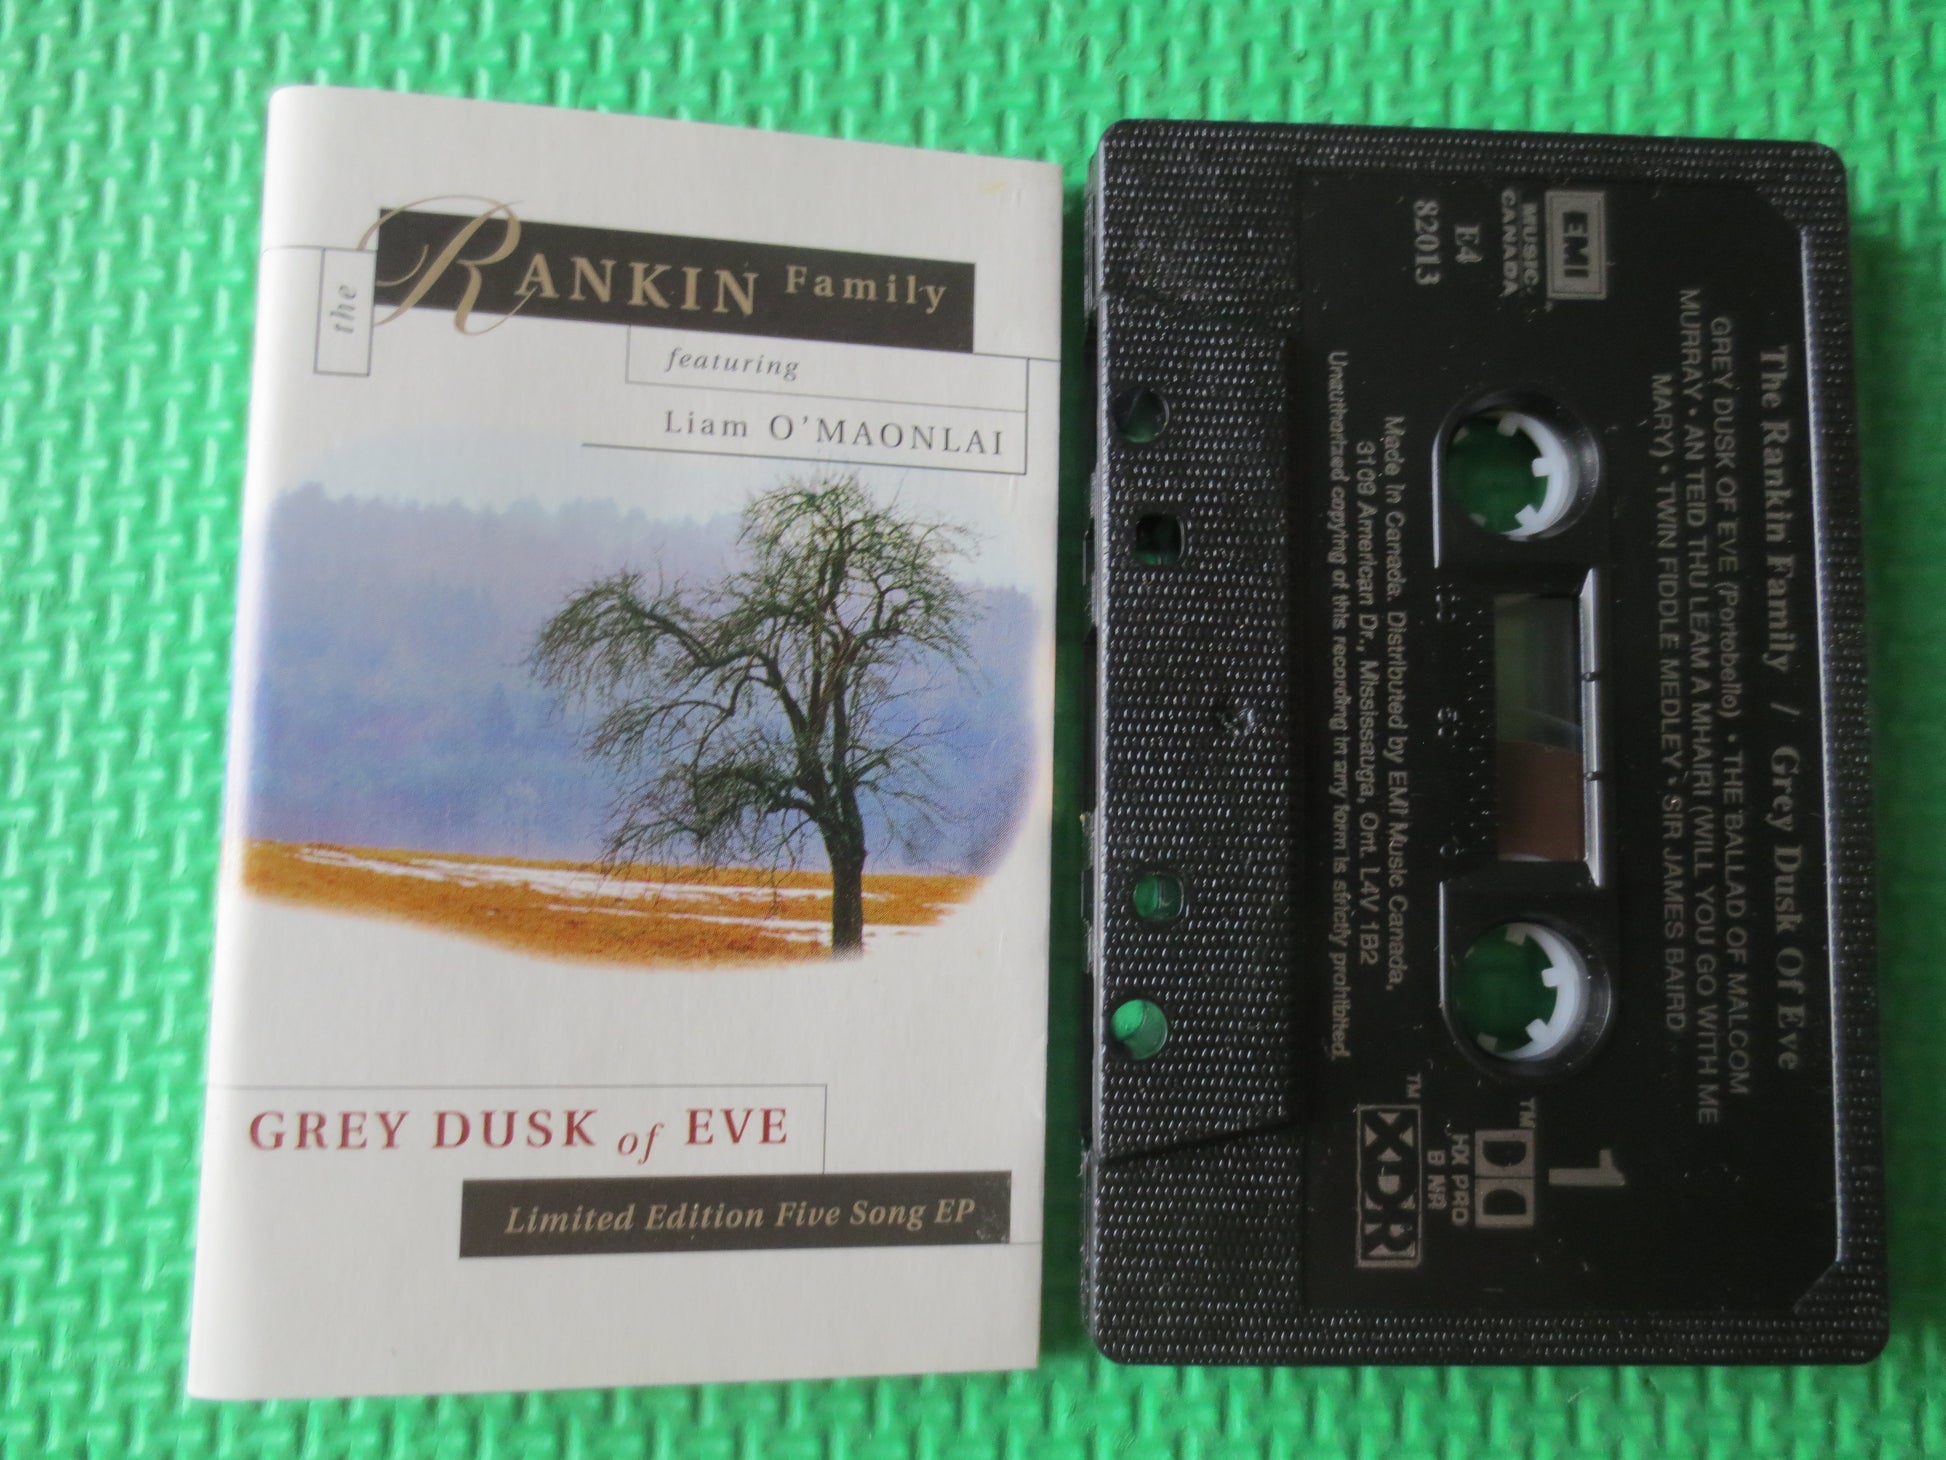 the
RANKIN Family
featuring
Liam O'MAONLAI
GREY DUSK of EVE
Limited Edition Five Song EP
The Rankin Family / Grey Dusk Of Eve
GREY DUSK OF EVE (Portobello) • THE BALLAD OF MALCOM
MURRAY • AN TEID THU LEAM A MHAIRI (WILL YOU GO WITH ME
MARY) • TWIN FIDDLE MEDLEY • SIR JAMES BAIRD
EMI
MUSIC
CANADA
E4
82013
1
TM
HX PRO
B NR
Made In Canada. Distributed by EMI Music Canada,
3109 American Dr., Mississauga, Ont. L4V 1B2
Unauthorized copying of this recording in any form is strictly prohibited.
TM
XDR